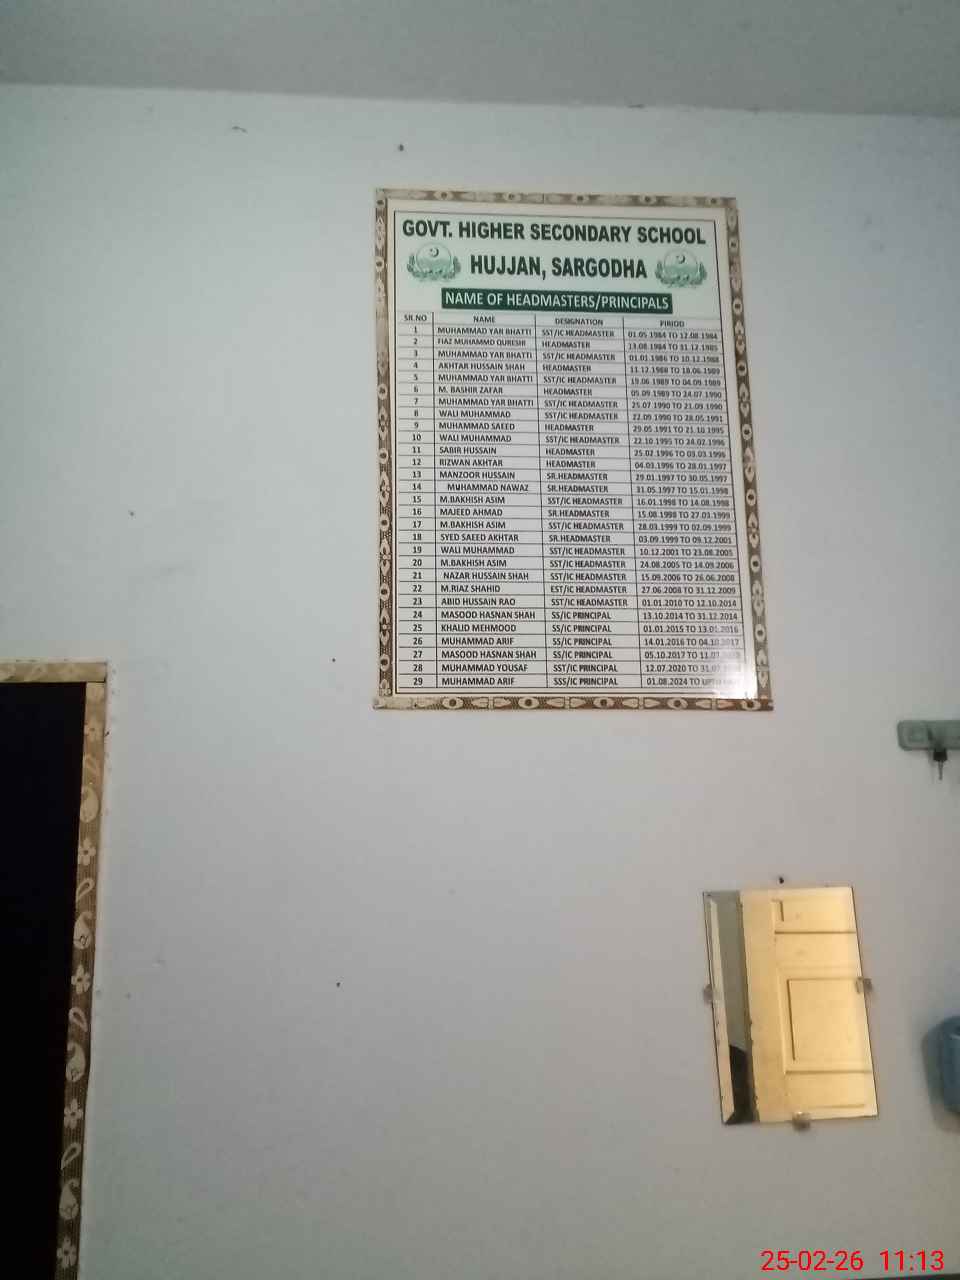 GOVT. HIGHER SECONDARY SCHOOL
HUJJAN, SARGODHA
NAME OF HEADMASTERS/PRINCIPALS
SR.NO NAME DESIGNATION PIRIOD
1 MUHAMMAD YAR BHATTI SST/IC HEADMASTER 01.05.1984 TO 12.08.1984
2 FIAZ MUHAMMD QURESHI HEADMASTER 13.08.1984 TO 31.12.1985
3 MUHAMMAD YAR BHATTI SST/IC HEADMASTER 01.01.1986 TO 10.12.1988
4 AKHTAR HUSSAIN SHAH HEADMASTER 11.12.1988 TO 18.06.1989
5 MUHAMMAD YAR BHATTI SST/IC HEADMASTER 19.06.1989 TO 04.09.1989
6 M. BASHIR ZAFAR HEADMASTER 05.09.1989 TO 24.07.1990
7 MUHAMMAD YAR BHATTI SST/IC HEADMASTER 25.07.1990 TO 21.09.1990
8 WALI MUHAMMAD SST/IC HEADMASTER 22.09.1990 TO 28.05.1991
9 MUHAMMAD SAEED HEADMASTER 29.05.1991 TO 21.10.1995
10 WALI MUHAMMAD SST/IC HEADMASTER 22.10.1995 TO 24.02.1996
11 SABIR HUSSAIN HEADMASTER 25.02.1996 TO 03.03.1996
12 RIZWAN AKHTAR HEADMASTER 04.03.1996 TO 28.01.1997
13 MANZOOR HUSSAIN SR.HEADMASTER 29.01.1997 TO 30.05.1997
14 MUHAMMAD NAWAZ SR.HEADMASTER 31.05.1997 TO 15.01.1998
15 M.BAKHISH ASIM SST/IC HEADMASTER 16.01.1998 TO 14.08.1998
16 MAJEED AHMAD SR.HEADMASTER 15.08.1998 TO 27.03.1999
17 M.BAKHISH ASIM SST/IC HEADMASTER 28.03.1999 TO 02.09.1999
18 SYED SAEED AKHTAR SR.HEADMASTER 03.09.1999 TO 09.12.2001
19 WALI MUHAMMAD SST/IC HEADMASTER 10.12.2001 TO 23.08.2005
20 M.BAKHISH ASIM SST/IC HEADMASTER 24.08.2005 TO 14.09.2006
21 NAZAR HUSSAIN SHAH SST/IC HEADMASTER 15.09.2006 TO 26.06.2008
22 M.RIAZ SHAHID EST/IC HEADMASTER 27.06.2008 TO 31.12.2009
23 ABID HUSSAIN RAO SST/IC HEADMASTER 01.01.2010 TO 12.10.2014
24 MASOOD HASNAN SHAH SS/IC PRINCIPAL 13.10.2014 TO 31.12.2014
25 KHALID MEHMOOD SS/IC PRINCIPAL 01.01.2015 TO 13.01.2016
26 MUHAMMAD ARIF SS/IC PRINCIPAL 14.01.2016 TO 04.10.2017
27 MASOOD HASNAN SHAH SS/IC PRINCIPAL 05.10.2017 TO
28 MUHAMMAD YOUSAF SST/IC PRINCIPAL 12.07.2020 TO
29 MUHAMMAD ARIF SSS/IC PRINCIPAL 01.08.2024 TO
25-02-26 11:13